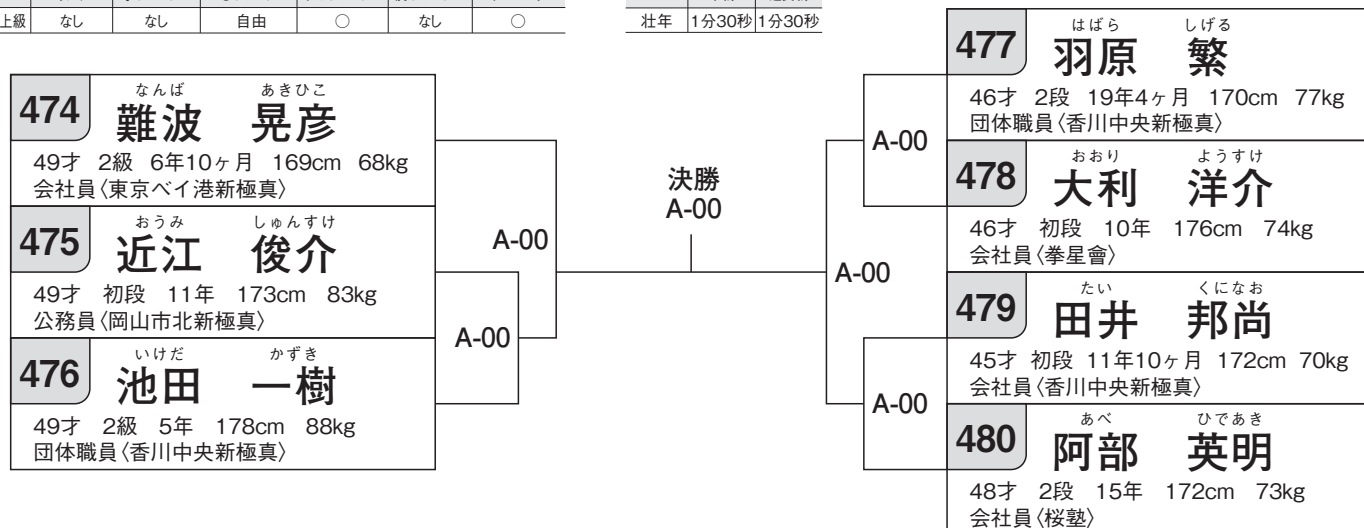 上級 なし なし 自由 ○ なし ○
壮年 1分30秒 1分30秒
474
なんば あきひこ
難波 晃彦
49才 2級 6年10ヶ月 169cm 68kg
会社員〈東京ベイ港新極真〉
475
おうみ しゅんすけ
近江 俊介
49才 初段 11年 173cm 83kg
公務員〈岡山市北新極真〉
476
いけだ かずき
池田 一樹
49才 2級 5年 178cm 88kg
団体職員〈香川中央新極真〉
A-00
A-00
決勝
A-00
A-00
A-00
A-00
477
はばら しげる
羽原 繁
46才 2段 19年4ヶ月 170cm 77kg
団体職員〈香川中央新極真〉
478
おおり ようすけ
大利 洋介
46才 初段 10年 176cm 74kg
会社員〈拳星會〉
479
たい くになお
田井 邦尚
45才 初段 11年10ヶ月 172cm 70kg
会社員〈香川中央新極真〉
480
あべ ひであき
阿部 英明
48才 2段 15年 172cm 73kg
会社員〈桜塾〉